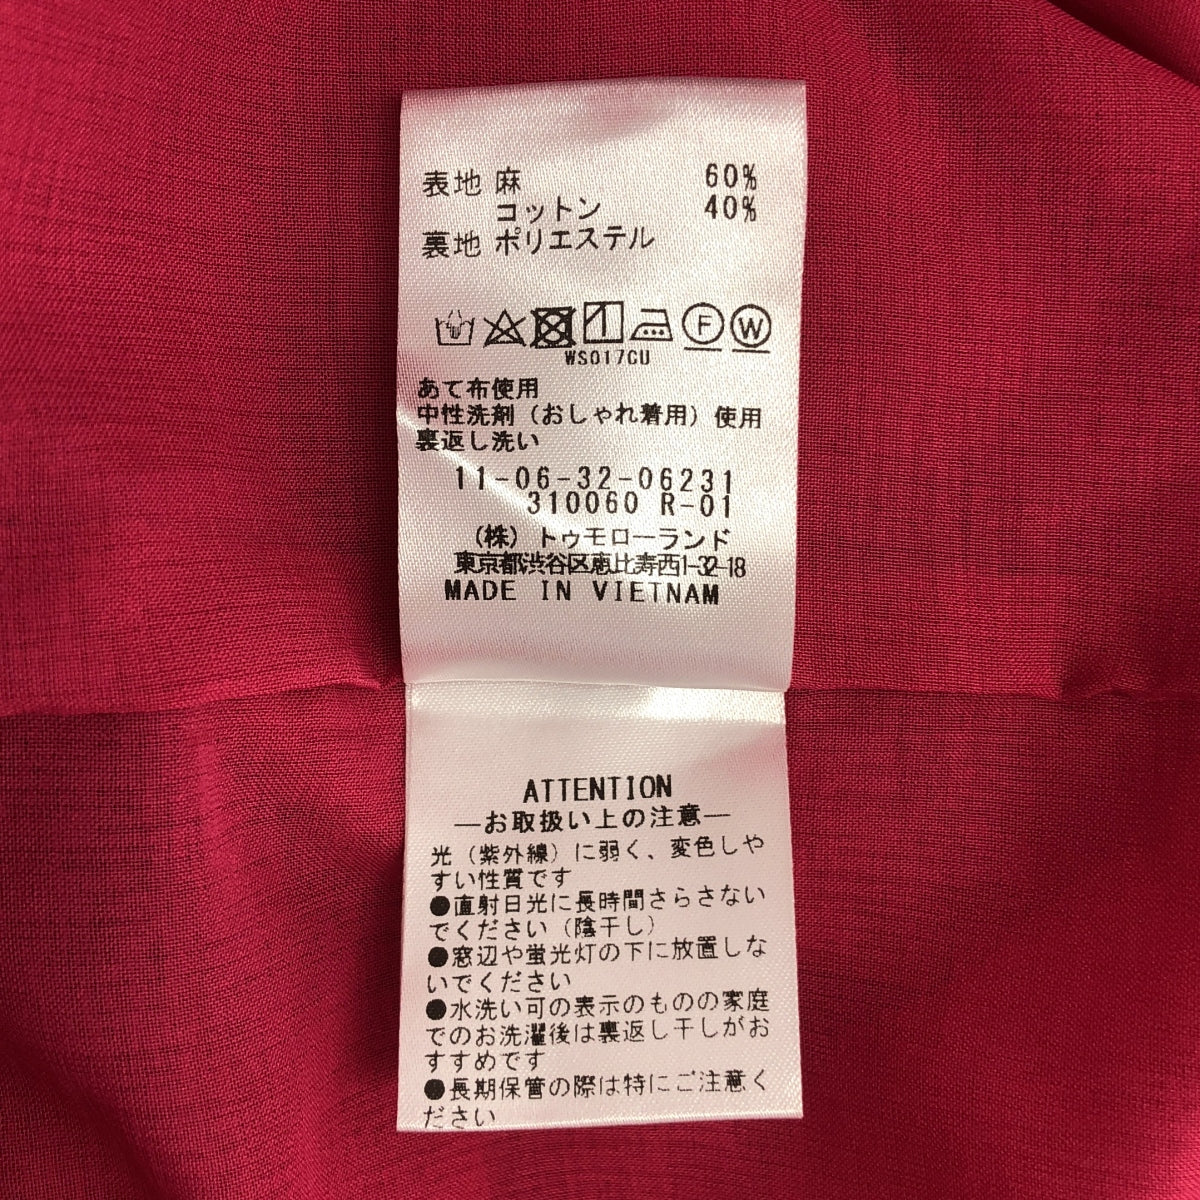 表地 麻 60%
コットン 40%
裏地 ポリエステル
F W
WS017CU
あて布使用
中性洗剤（おしゃれ着用）使用
裏返し洗い
11-06-32-06231
310060 R-01
（株）トゥモローランド
東京都渋谷区恵比寿西1-32-18
MADE IN VIETNAM
ATTENTION
―お取扱い上の注意―
光（紫外線）に弱く、変色しや
すい性質です
●直射日光に長時間さらさない
でください（陰干し）
●窓辺や蛍光灯の下に放置しな
いでください
●水洗い可の表示のものの家庭
でのお洗濯後は裏返し干しがお
すすめです
●長期保管の際は特にご注意く
ださい